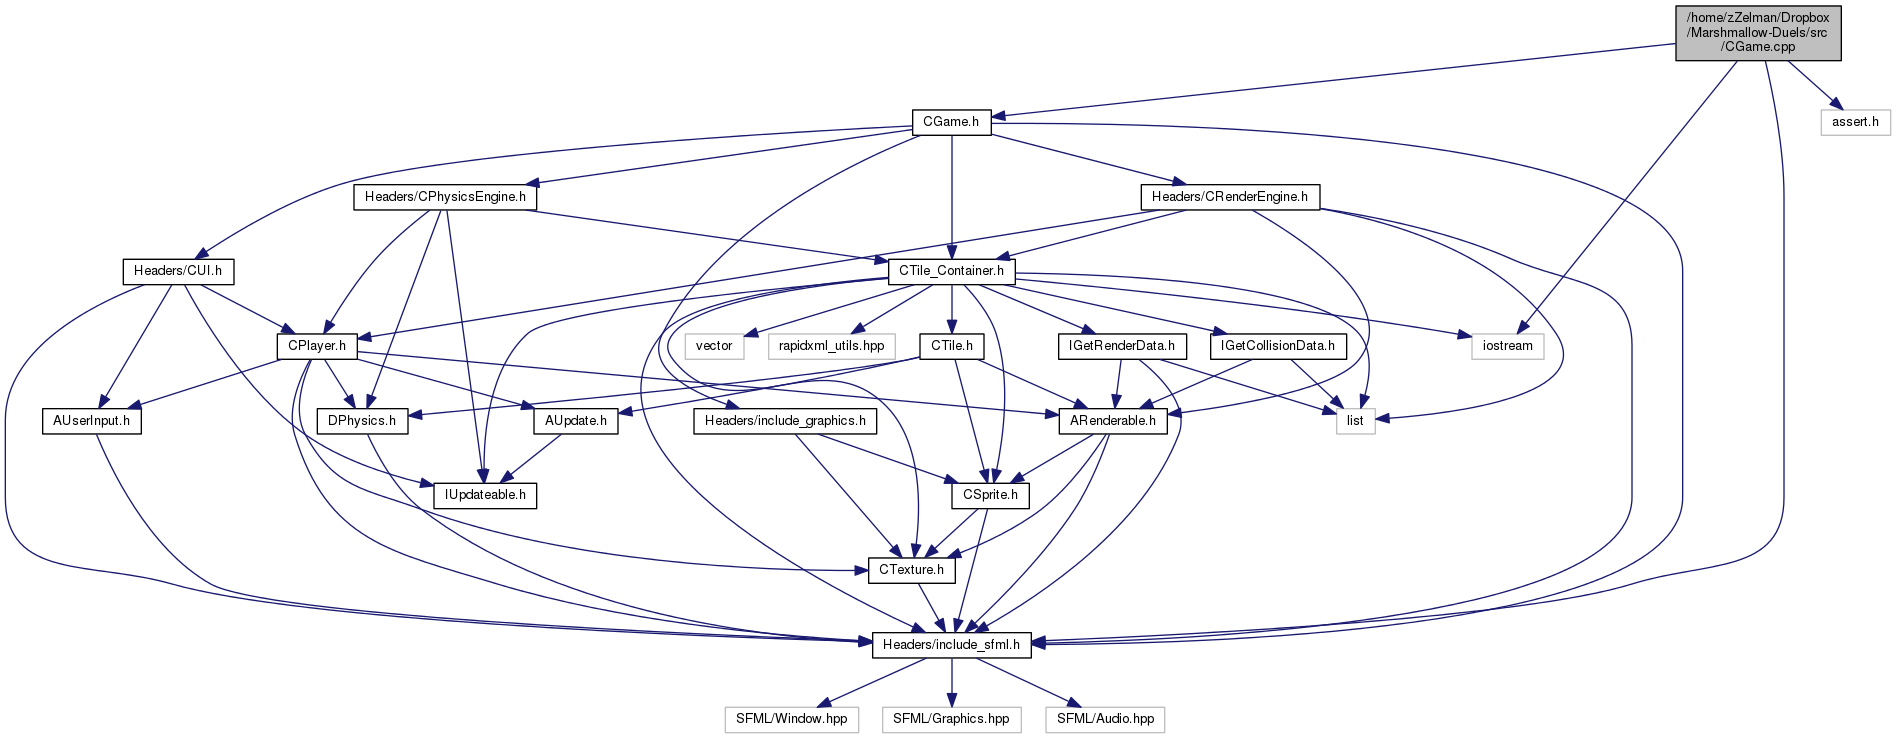 /home/zZelman/Dropbox
/Marshmallow-Duels/src
/CGame.cpp
CGame.h
assert.h
Headers/CPhysicsEngine.h
Headers/CRenderEngine.h
Headers/CUI.h
CTile_Container.h
CPlayer.h
vector
rapidxml_utils.hpp
CTile.h
IGetRenderData.h
IGetCollisionData.h
iostream
AUserInput.h
DPhysics.h
AUpdate.h
Headers/include_graphics.h
ARenderable.h
list
IUpdateable.h
CSprite.h
CTexture.h
Headers/include_sfml.h
SFML/Window.hpp
SFML/Graphics.hpp
SFML/Audio.hpp